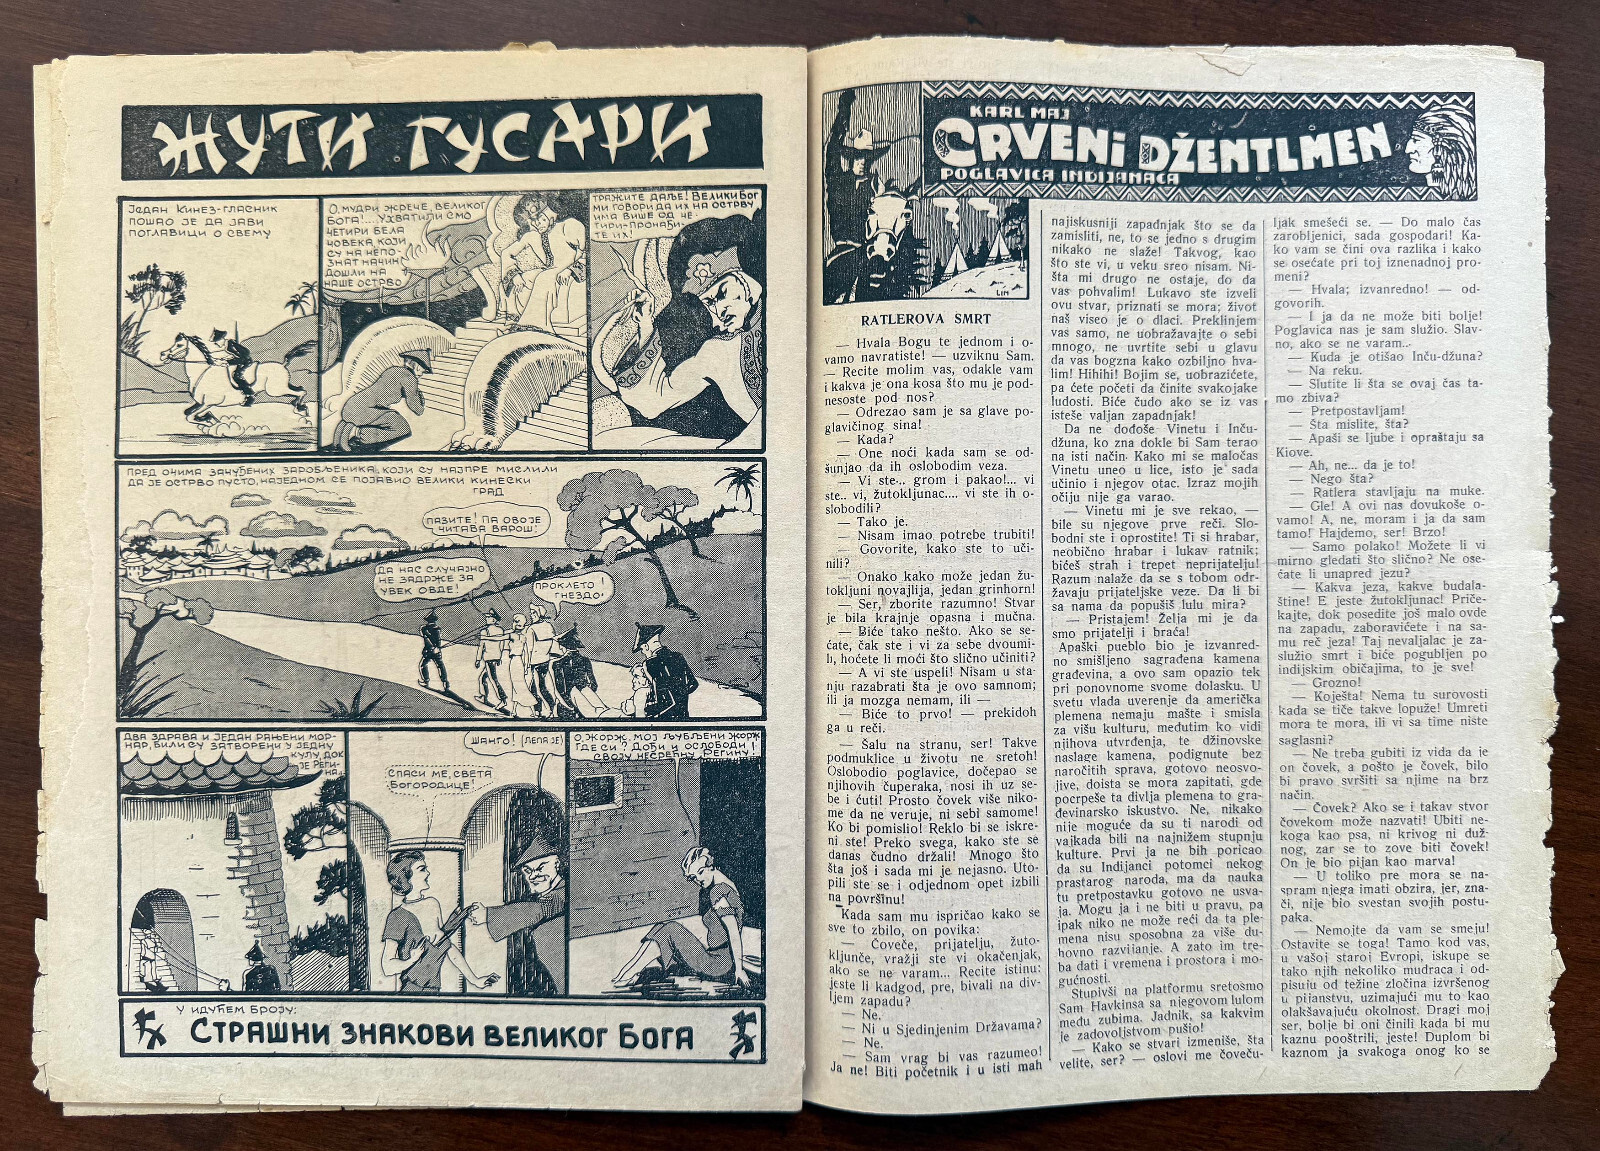 ЖУТИ ГУСАРИ
ЈЕДАН КИНЕЗ-ГЛАСНИК
ПОШАО ЈЕ ДА ЈАВИ
ПОГЛАВИЦИ О СВЕМУ
О, МУДРИ ЖРЕЧЕ, ВЕЛИКОГ
БОГА!.... УХВАТИЛИ СМО
ЧЕТИРИ БЕЛА
ЧОВЕКА, КОЈИ
СУ НА НЕПО-
ЗНАТ НАЧИН
ДОШЛИ НА
НАШЕ ОСТРВО
ТРАЖИТЕ ДАЉЕ! ВЕЛИКИ БОГ
МИ ГОВОРИ ДА ИХ НА ОСТРВУ
ИМА ВИШЕ ОД ЧЕ-
ТИРИ-ПРОНАЂИ-
ТЕ ИХ!
ПРЕД ОЧИМА ЗАЧУЂЕНИХ ЗАРОБЉЕНИКА, КОЈИ СУ НАЈПРЕ МИСЛИЛИ
ДА ЈЕ ОСТРВО ПУСТО, НАЈЕДНОМ СЕ ПОЈАВИО ВЕЛИКИ КИНЕСКИ
ГРАД
ПАЗИТЕ! ПА ОВО ЈЕ
ЧИТАВА ВАРОШ!
ДА НАС СЛУЧАЈНО
НЕ ЗАДРЖЕ ЗА
УВЕК ОВДЕ!
ПРОКЛЕТО!
ГНЕЗДО!
ДВА ЗДРАВА И ЈЕДАН РАЊЕНИ МОР-
НАР, БИЛИ СУ ЗАТВОРЕНИ У ЈЕДНУ
КУЛУ ДОК
ЈЕ РЕГИ-
НА..
СПАСИ МЕ, СВЕТА
БОГОРОДИЦЕ!
ШАНГО! (ЛЕПА ЈЕ)
О, ЖОРЖ, МОЈ ЉУБЉЕНИ ЖОРЖ
ГДЕ СИ? ДОЂИ И ОСЛОБОДИ
СВОЈУ НЕСРЕЋНУ РЕГИНУ
У ИДУЋЕМ БРОЈУ:
СТРАШНИ ЗНАКОВИ ВЕЛИКОГ БОГА
KARL MAJ
CRVENI DŽENTLMEN
POGLAVICA INDIJANACA
LIM
RATLEROVA SMRT
— Hvala Bogu te jednom i o-
vamo navratiste! — uzviknu Sam.
— Recite molim vas, odakle vam
i kakva je ona kosa što mu je pod-
nesoste pod nos?
— Odrezao sam je sa glave po-
glavičinog sina!
— Kada?
— One noći kada sam se od-
šunjao da ih oslobodim veza.
— Vi ste... grom i pakao!... vi
ste.. vi, žutokljunac.... vi ste ih o-
slobodili?
— Tako je.
— Nisam imao potrebe trubiti!
Govorite, kako ste to uči-
nili?
— Onako kako može jedan žu-
tokljuni novajlija, jedan grinhorn!
— Ser, zborite razumno! Stvar
je bila krajnje opasna i mučna.
— Biće tako nešto. Ako se se-
ćate, čak ste i vi za sebe dvoumi-
li, hoćete li moći što slično učiniti?
— A vi ste uspeli! Nisam u sta-
nju razabrati šta je ovo samnom;
ili ja mozga nemam, ili —
— Biće to prvo! — prekidoh
ga u reči.
— Šalu na stranu, ser! Takve
podmuklice u životu ne sretoh!
Oslobodio poglavice, dočepao se
njihovih čuperaka, nosi ih uz se-
be i ćuti! Prosto čovek više niko-
me da ne veruje, ni sebi samome!
Ko bi pomislio! Reklo bi se iskre-
ni ste! Preko svega, kako ste se
danas čudno držali! Mnogo što
šta još i sada mi je nejasno. Uto-
pili ste se i odjednom opet izbili
na površinu!
Kada sam mu ispričao kako se
sve to zbilo, on povika:
— Čoveče, prijatelju, žuto-
kljunče, vražji ste vi okačenjak,
ako se ne varam... Recite istinu:
jeste li kadgod, pre, bivali na div-
ljem zapadu?
— Ne.
— Ni u Sjedinjenim Državama?
— Ne.
— Sam vrag bi vas razumeo!
Ja ne! Biti početnik i u isti mah
najiskusniji zapadnjak što se da
zamisliti, ne, to se jedno s drugim
nikako ne slaže! Takvog, kao
što ste vi, u veku sreo nisam. Ni-
šta mi drugo ne ostaje, do da
vas pohvalim! Lukavo ste izveli
ovu stvar, priznati se mora; život
naš viseo je o dlaci. Preklinjem
vas samo, ne uobražavajte o sebi
mnogo, ne uvrtite sebi u glavu
da vas bogzna kako ozbiljno hva-
lim! Hihihi! Bojim se, uobrazićete,
pa ćete početi da činite svakojake
ludosti. Biće čudo ako se iz vas
isteše valjan zapadnjak!
Da ne dođoše Vinetu i Inču-
džuna, ko zna dokle bi Sam terao
na isti način. Kako mi se maločas
Vinetu uneo u lice, isto je sada
učinio i njegov otac. Izraz mojih
očiju nije ga varao.
— Vinetu mi je sve rekao, —
bile su njegove prve reči. Slo-
bodni ste i oprostite! Ti si hrabar,
neobično hrabar i lukav ratnik;
bićeš strah i trepet neprijatelju!
Razum nalaže da se s tobom odr-
žavaju prijateljske veze. Da li bi
sa nama da popušiš lulu mira?
— Pristajem! Želja mi je da
smo prijatelji i braća!
Apaški pueblo bio je izvanred-
no smišljeno sagrađena kamena
građevina, a ovo sam opazio tek
pri ponovnome svome dolasku. U
svetu vlada uverenje da američka
plemena nemaju mašte i smisla
za višu kulturu, međutim ko vidi
njihova utvrđenja, te džinovske
naslage kamena, podignute bez
naročitih sprava, gotovo neosvo-
jive, doista se mora zapitati, gde
pocrpeše ta divlja plemena to gra-
đevinarsko iskustvo. Ne, nikako
nije moguće da su ti narodi od
vajkada bili na najnižem stupnju
kulture. Prvi ja ne bih poricao
da su Indijanci potomci nekog
prastarog naroda, ma da nauka
tu pretpostavku gotovo ne usva-
ja. Mogu ja i ne biti u pravu, pa
ipak niko ne može reći da ta ple-
mena nisu sposobna za više du-
hovno razvijanje. A zato im tre-
ba dati i vremena i prostora i mo-
gućnosti.
Stupivši na platformu sretosmo
Sam Havkinsa sa njegovom lulom
među zubima. Jadnik, sa kakvim
je zadovoljstvom pušio!
— Kako se stvari izmeniše, šta
velite, ser? — oslovi me čoveču-
ljak smešeći se. — Do malo čas
zarobljenici, sada gospodari! Ka-
ko vam se čini ova razlika i kako
se osećate pri toj iznenadnoj pro-
meni?
— Hvala; izvanredno! — od-
govorih.
— I ja da ne može biti bolje!
Poglavica nas je sam služio. Slav-
no, ako se ne varam..
— Kuda je otišao Inču-džuna?
— Na reku.
— Slutite li šta se ovaj čas ta-
mo zbiva?
— Pretpostavljam!
— Šta mislite, šta?
— Apaši se ljube i opraštaju sa
Kiove.
— Ah, ne... da je to!
— Nego šta?
— Ratlera stavljaju na muke.
— Gle! A ovi nas dovukoše o-
vamo! A, ne, moram i ja da sam
tamo! Hajdemo, ser! Brzo!
— Samo polako! Možete li vi
mirno gledati što slično? Ne ose-
ćate li unapred jezu?
— Kakva jeza, kakve budala-
štine! E jeste žutokljunac! Priče-
kajte, dok posedite još malo ovde
na zapadu, zaboravićete i na sa-
mu reč jeza! Taj nevaljalac je za-
služio smrt i biće pogubljen po
indijskim običajima, to je sve!
— Grozno!
— Koješta! Nema tu surovosti
kada se tiče takve lopuže! Umreti
mora te mora, ili vi sa time niste
saglasni?
— Ne treba gubiti iz vida da je
on čovek, a pošto je čovek, bilo
bi pravo svršiti sa njime na brz
način.
— Čovek? Ako se i takav stvor
čovekom može nazvati! Ubiti ne-
koga kao psa, ni krivog ni duž-
nog, zar se to zove biti čovek!
On je bio pijan kao marva!
— U toliko pre mora se na-
spram njega imati obzira, jer, zna-
či, nije bio svestan svojih postu-
paka.
— Nemojte da vam se smeju!
Ostavite se toga! Tamo kod vas,
u vašoj staroj Evropi, iskupe se
tako njih nekoliko mudraca i od-
pisuju od težine zločina izvršenog
u pijanstvu, uzimajući mu to kao
olakšavajuću okolnost. Dragi moj
ser, bolje bi oni činili kada bi mu
kaznu pooštrili, jeste! Duplom bi
kaznom ja svakoga onog ko se